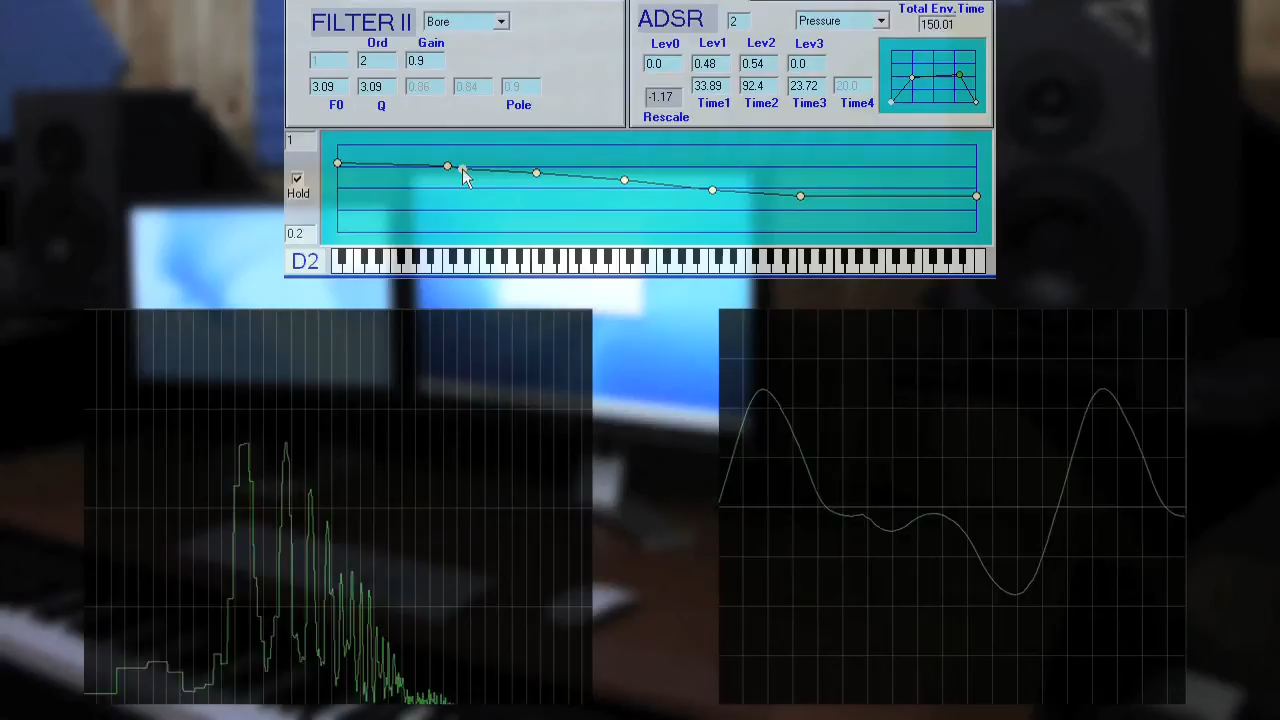 FILTER II Bore
Ord Gain
1 2 0.9
3.09 3.09 0.86 0.84 0.9
F0 Q Pole
ADSR 2 Pressure Total Env.Time
150.01
Lev0 Lev1 Lev2 Lev3
0.0 0.48 0.54 0.0
-1.17 33.89 92.4 23.72 20.0
Time1 Time2 Time3 Time4
Rescale
1
Hold
0.2
D2